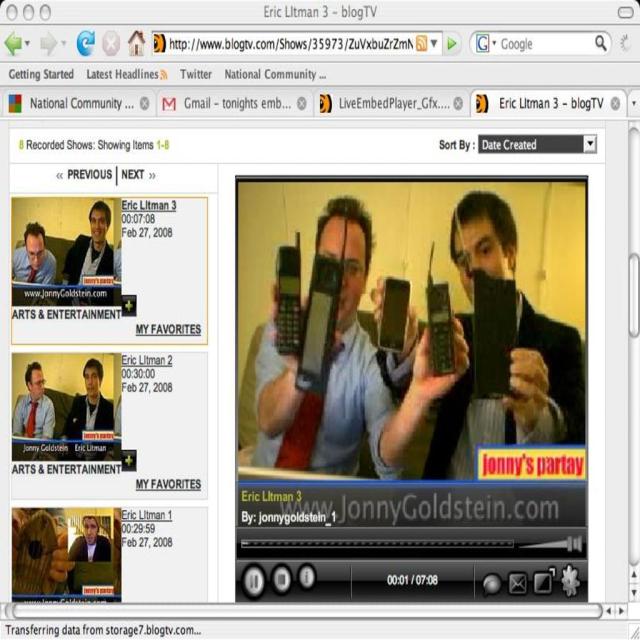 Eric LItman 3 - blogTV
http://www.blogtv.com/Shows/35973/ZuVxbuZrZmN
Google
Getting Started
Latest Headlines
Twitter
National Community ...
National Community ...
Gmail - tonights emb...
LiveEmbedPlayer_Gfx....
Eric LItman 3 - blogTV
8 Recorded Shows: Showing Items 1-8
Sort By : Date Created
« PREVIOUS | NEXT »
Eric LItman 3
00:07:08
Feb 27, 2008
jonny's partay
www.JonnyGoldstein.com
ARTS & ENTERTAINMENT
MY FAVORITES
Eric LItman 2
00:30:00
Feb 27, 2008
jonny's partay
Jonny Goldstein Eric Litman
ARTS & ENTERTAINMENT
MY FAVORITES
Eric LItman 1
00:29:59
Feb 27, 2008
jonny's partay
jonny's partay
www.JonnyGoldstein.com
Eric LItman 3
By: jonnygoldstein_1
00:01 / 07:08
Transferring data from storage7.blogtv.com...